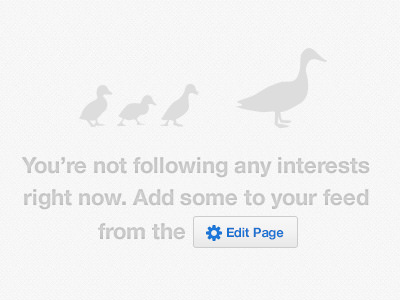 You’re not following any interests
right now. Add some to your feed
from the Edit Page